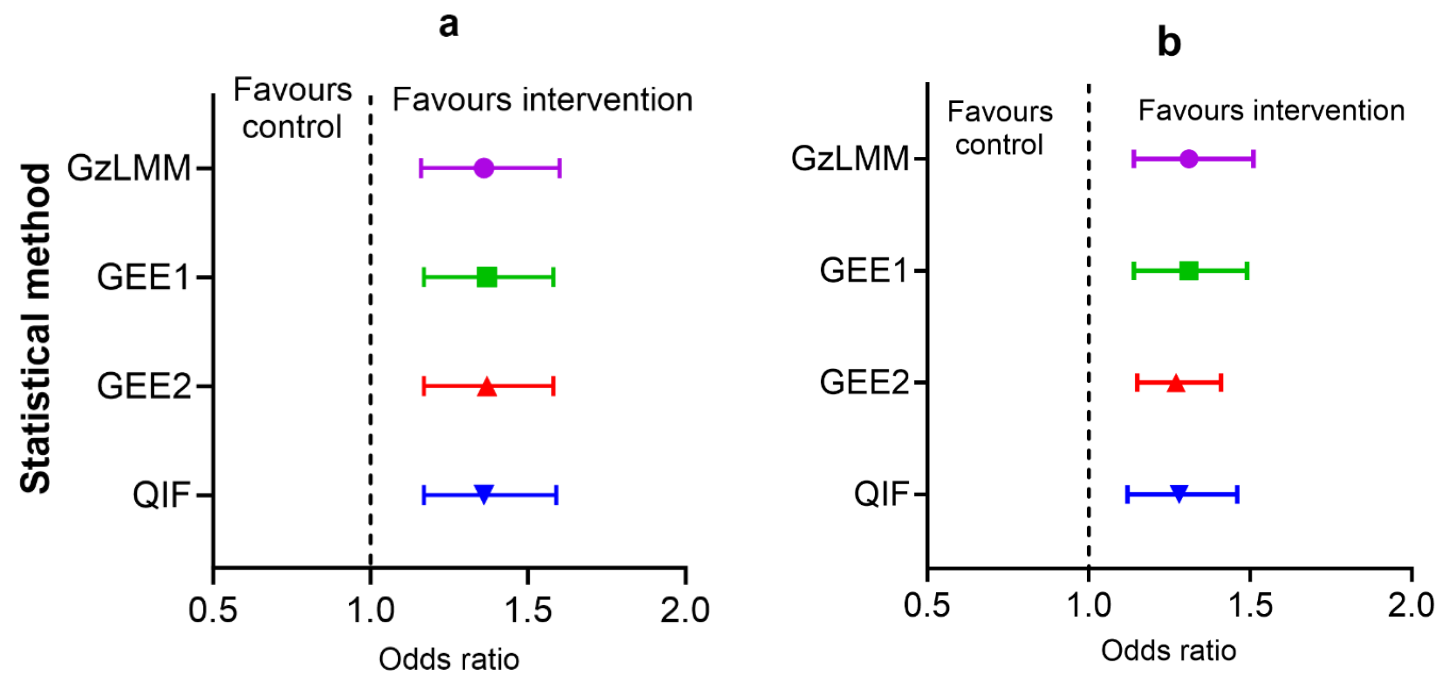 a
Favours
control
Favours intervention
Statistical method
GzLMM
GEE1
GEE2
QIF
0.5 1.0 1.5 2.0
Odds ratio
b
Favours
control
Favours intervention
GzLMM
GEE1
GEE2
QIF
0.5 1.0 1.5 2.0
Odds ratio